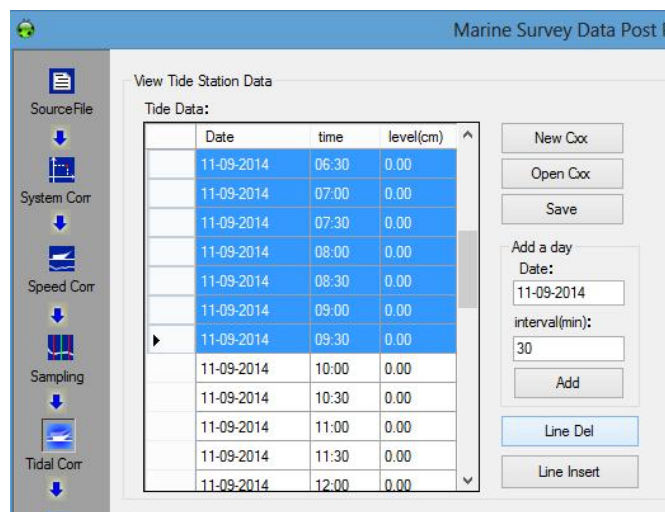 Marine Survey Data Post
SourceFile
System Corr
Speed Corr
Sampling
Tidal Corr
View Tide Station Data
Tide Data:
Date time level(cm)
11-09-2014 06:30 0.00
11-09-2014 07:00 0.00
11-09-2014 07:30 0.00
11-09-2014 08:00 0.00
11-09-2014 08:30 0.00
11-09-2014 09:00 0.00
11-09-2014 09:30 0.00
11-09-2014 10:00 0.00
11-09-2014 10:30 0.00
11-09-2014 11:00 0.00
11-09-2014 11:30 0.00
11-09-2014 12:00 0.00
New Cxx
Open Cxx
Save
Add a day
Date:
11-09-2014
interval(min):
30
Add
Line Del
Line Insert